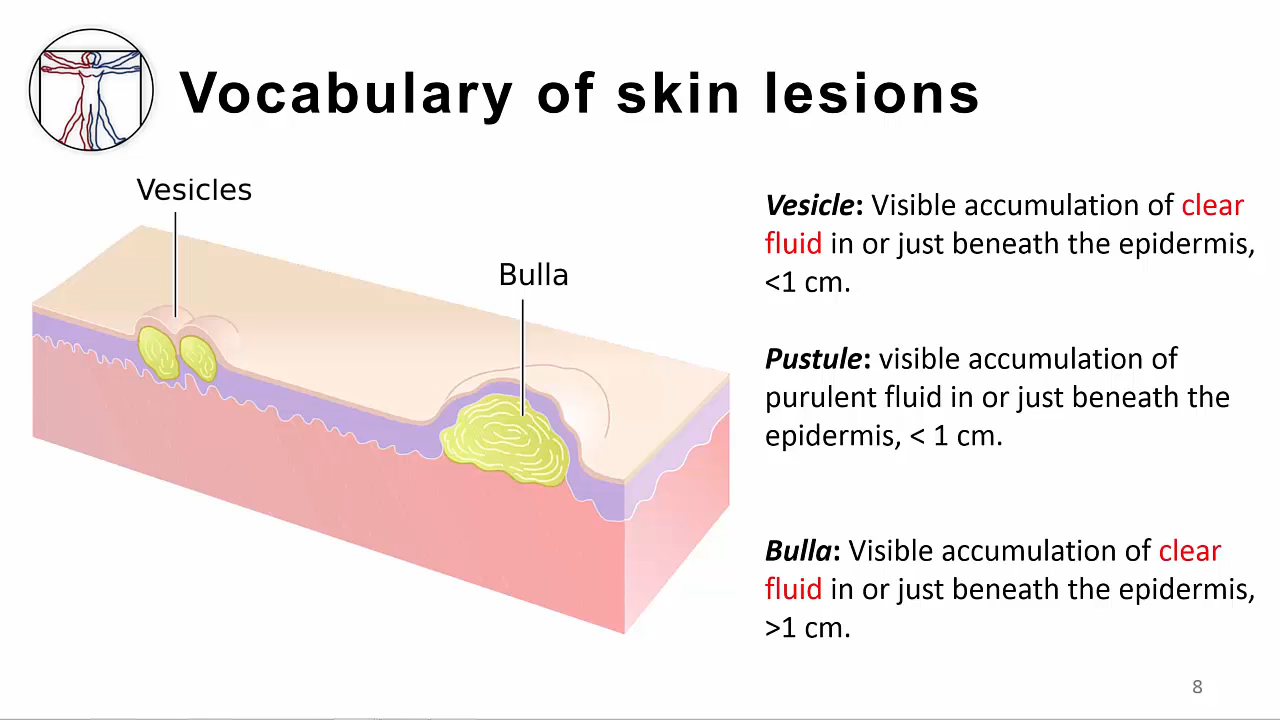 Vocabulary of skin lesions
Vesicles
Bulla
Vesicle: Visible accumulation of clear
fluid in or just beneath the epidermis,
<1 cm.
Pustule: visible accumulation of
purulent fluid in or just beneath the
epidermis, < 1 cm.
Bulla: Visible accumulation of clear
fluid in or just beneath the epidermis,
>1 cm.
8